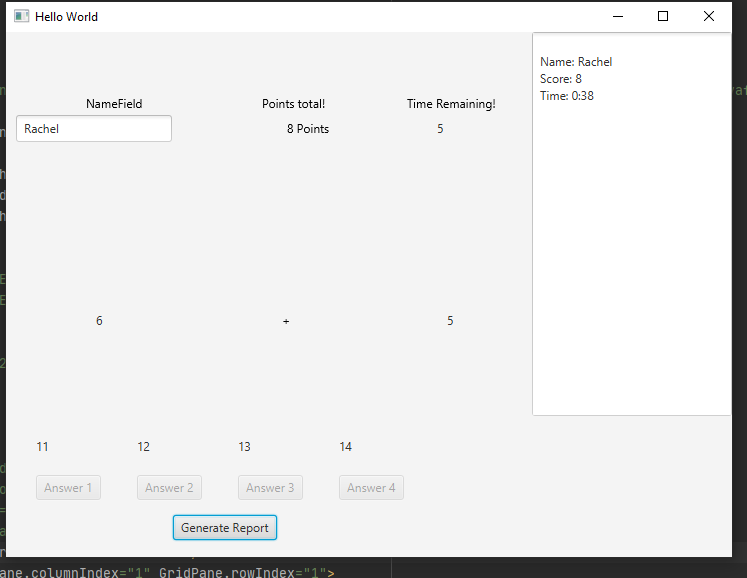 Hello World
NameField Points total! Time Remaining!
Rachel 8 Points 5
Name: Rachel
Score: 8
Time: 0:38
6 + 5
11 12 13 14
Answer 1 Answer 2 Answer 3 Answer 4
Generate Report
ane.columnIndex="1" GridPane.rowIndex="1">